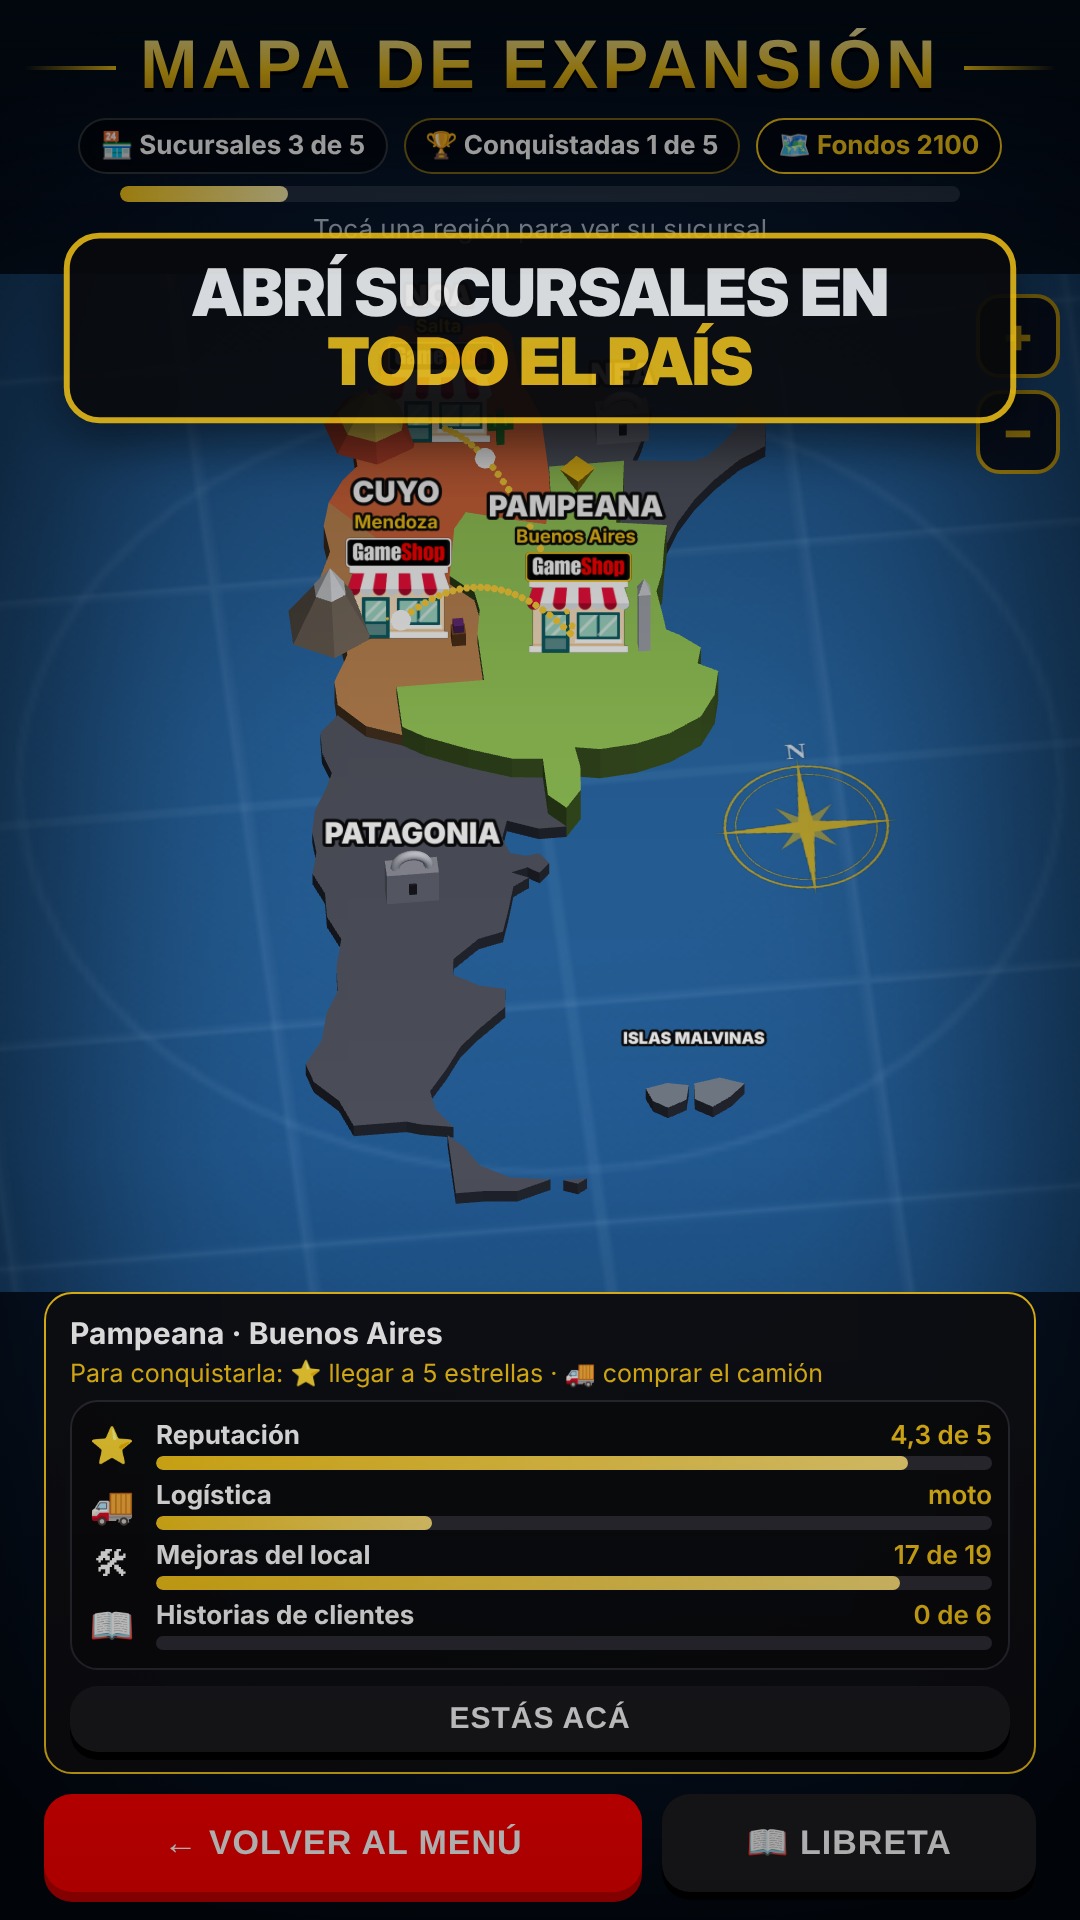 MAPA DE EXPANSIÓN
Sucursales 3 de 5
Conquistadas 1 de 5
Fondos 2100
Tocá una región para ver su sucursal
ABRÍ SUCURSALES EN
TODO EL PAÍS
Salta
NEA
+
−
CUYO
Mendoza
GameShop
PAMPEANA
Buenos Aires
GameShop
N
PATAGONIA
ISLAS MALVINAS
Pampeana · Buenos Aires
Para conquistarla: ⭐ llegar a 5 estrellas · 🚚 comprar el camión
Reputación 4,3 de 5
Logística moto
Mejoras del local 17 de 19
Historias de clientes 0 de 6
ESTÁS ACÁ
← VOLVER AL MENÚ
LIBRETA